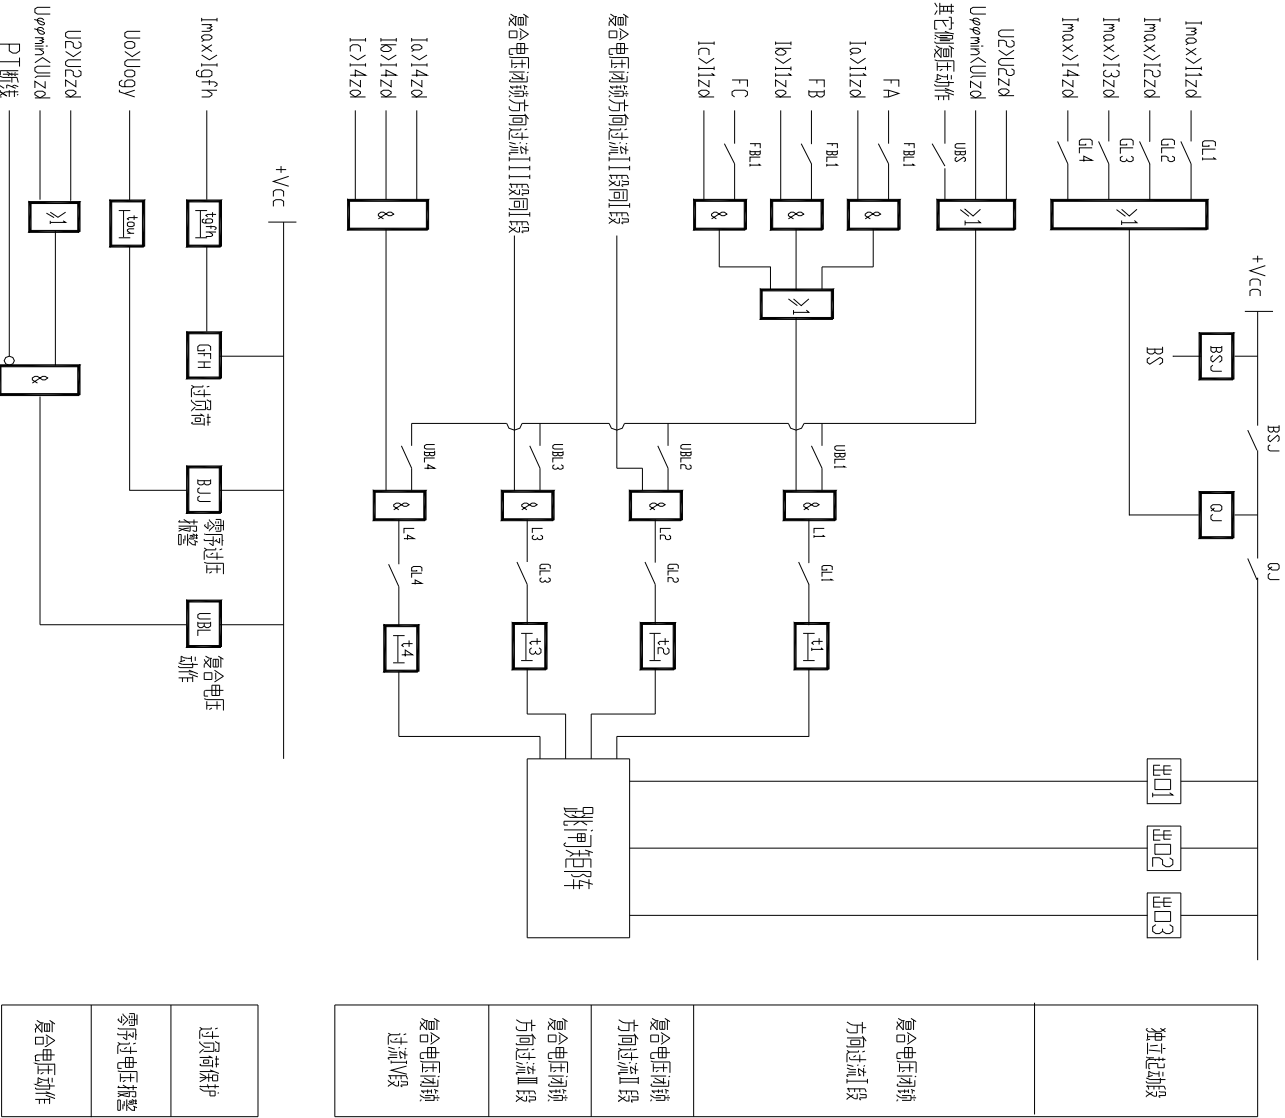 Imax>I1zd
GL1
Imax>I2zd
GL2
Imax>I3zd
GL3
Imax>I4zd
GL4
≥1
+Vcc
BSJ
BS
BSJ
QJ
QJ
U2>U2zd
Uφφmin<U1zd
其它侧复压动作
UBS
≥1
FA
FBL1
Ia>I1zd
&
FB
FBL1
Ib>I1zd
&
FC
FBL1
Ic>I1zd
&
≥1
UBL1
&
L1
GL1
t1
复合电压闭锁方向过流II段同I段
UBL2
&
L2
GL2
t2
复合电压闭锁方向过流III段同I段
UBL3
&
L3
GL3
t3
Ia>I4zd
Ib>I4zd
Ic>I4zd
&
UBL4
&
L4
GL4
t4
跳闸矩阵
出口1
出口2
出口3
独立起动段
复合电压闭锁
方向过流I段
复合电压闭锁
方向过流II段
复合电压闭锁
方向过流III段
复合电压闭锁
过流IV段
+Vcc
Imax>Igfh
tgfh
GFH
过负荷
Uo>Uogy
tou
BJJ
零序过压
报警
U2>U2zd
Uφφmin<U1zd
PT断线
≥1
&
UBL
复合电压
动作
过负荷保护
零序过电压报警
复合电压动作